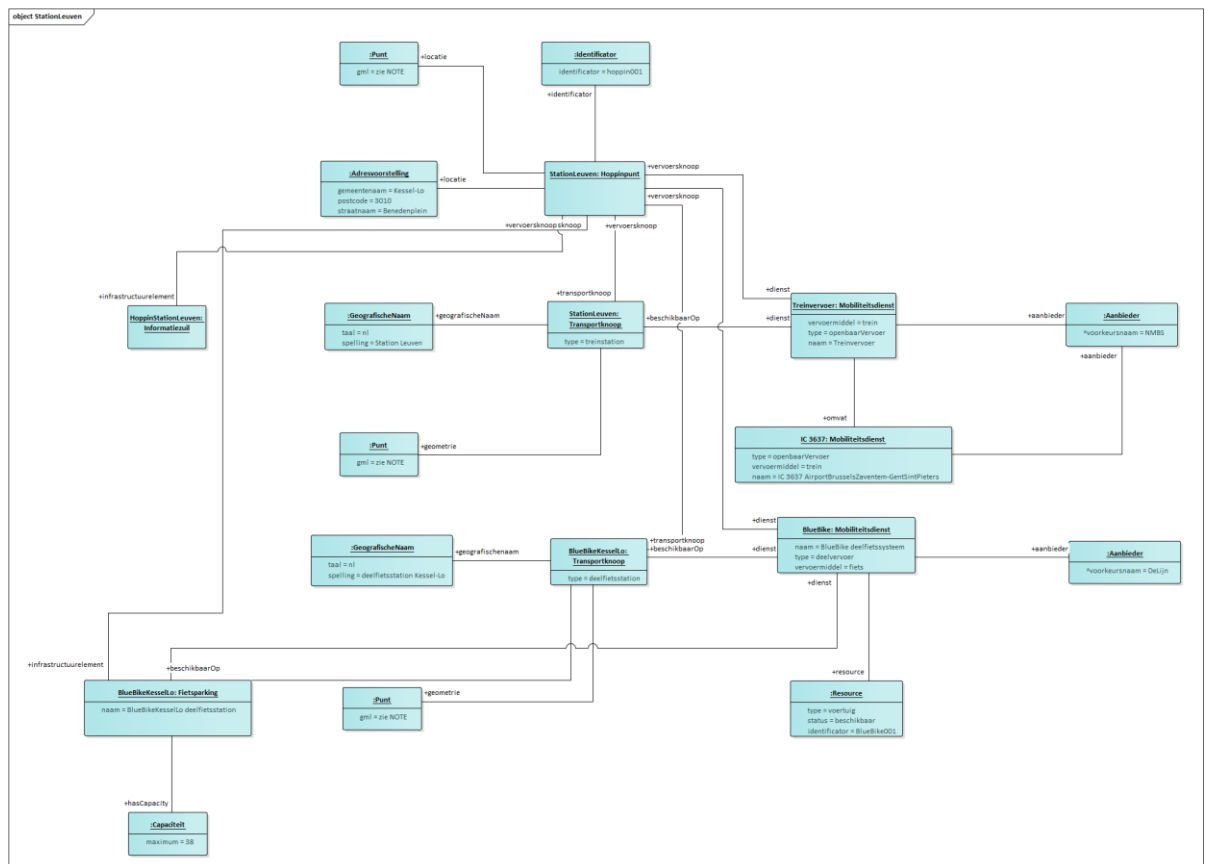 object StationLeuven
:Punt
gml = zie NOTE
+locatie
:Identificator
identificator = hoppin001
+identificator
:Adresvoorstelling
gemeentenaam = Kessel-Lo
postcode = 3010
straatnaam = Benedenplein
+locatie
StationLeuven: Hoppinpunt
+vervoersknoop
+vervoersknoop
+vervoersknoop
+vervoersknoop
+infrastructuurelement
HoppinStationLeuven:
Informatiezuil
+transportknoop
:GeografischeNaam
taal = nl
spelling = Station Leuven
+geografischeNaam
StationLeuven:
Transportknoop
type = treinstation
+beschikbaarOp
+dienst
+dienst
Treinvervoer: Mobiliteitsdienst
vervoermiddel = trein
type = openbaarVervoer
naam = Treinvervoer
+aanbieder
:Aanbieder
^voorkeursnaam = NMBS
+aanbieder
+omvat
:Punt
gml = zie NOTE
+geometrie
IC 3637: Mobiliteitsdienst
type = openbaarVervoer
vervoermiddel = trein
naam = IC 3637 AirportBrusselsZaventem-GentSintPieters
:GeografischeNaam
taal = nl
spelling = deelfietsstation Kessel-Lo
+geografischenaam
BlueBikeKesselLo:
Transportknoop
type = deelfietsstation
+transportknoop
+beschikbaarOp
+dienst
+dienst
BlueBike: Mobiliteitsdienst
naam = BlueBike deelfietssysteem
type = deelvervoer
vervoermiddel = fiets
+dienst
+aanbieder
:Aanbieder
^voorkeursnaam = DeLijn
+infrastructuurelement
+beschikbaarOp
BlueBikeKesselLo: Fietsparking
naam = BlueBikeKesselLo deelfietsstation
:Punt
gml = zie NOTE
+geometrie
+resource
:Resource
type = voertuig
status = beschikbaar
identificator = BlueBike001
+hasCapacity
:Capaciteit
maximum = 38